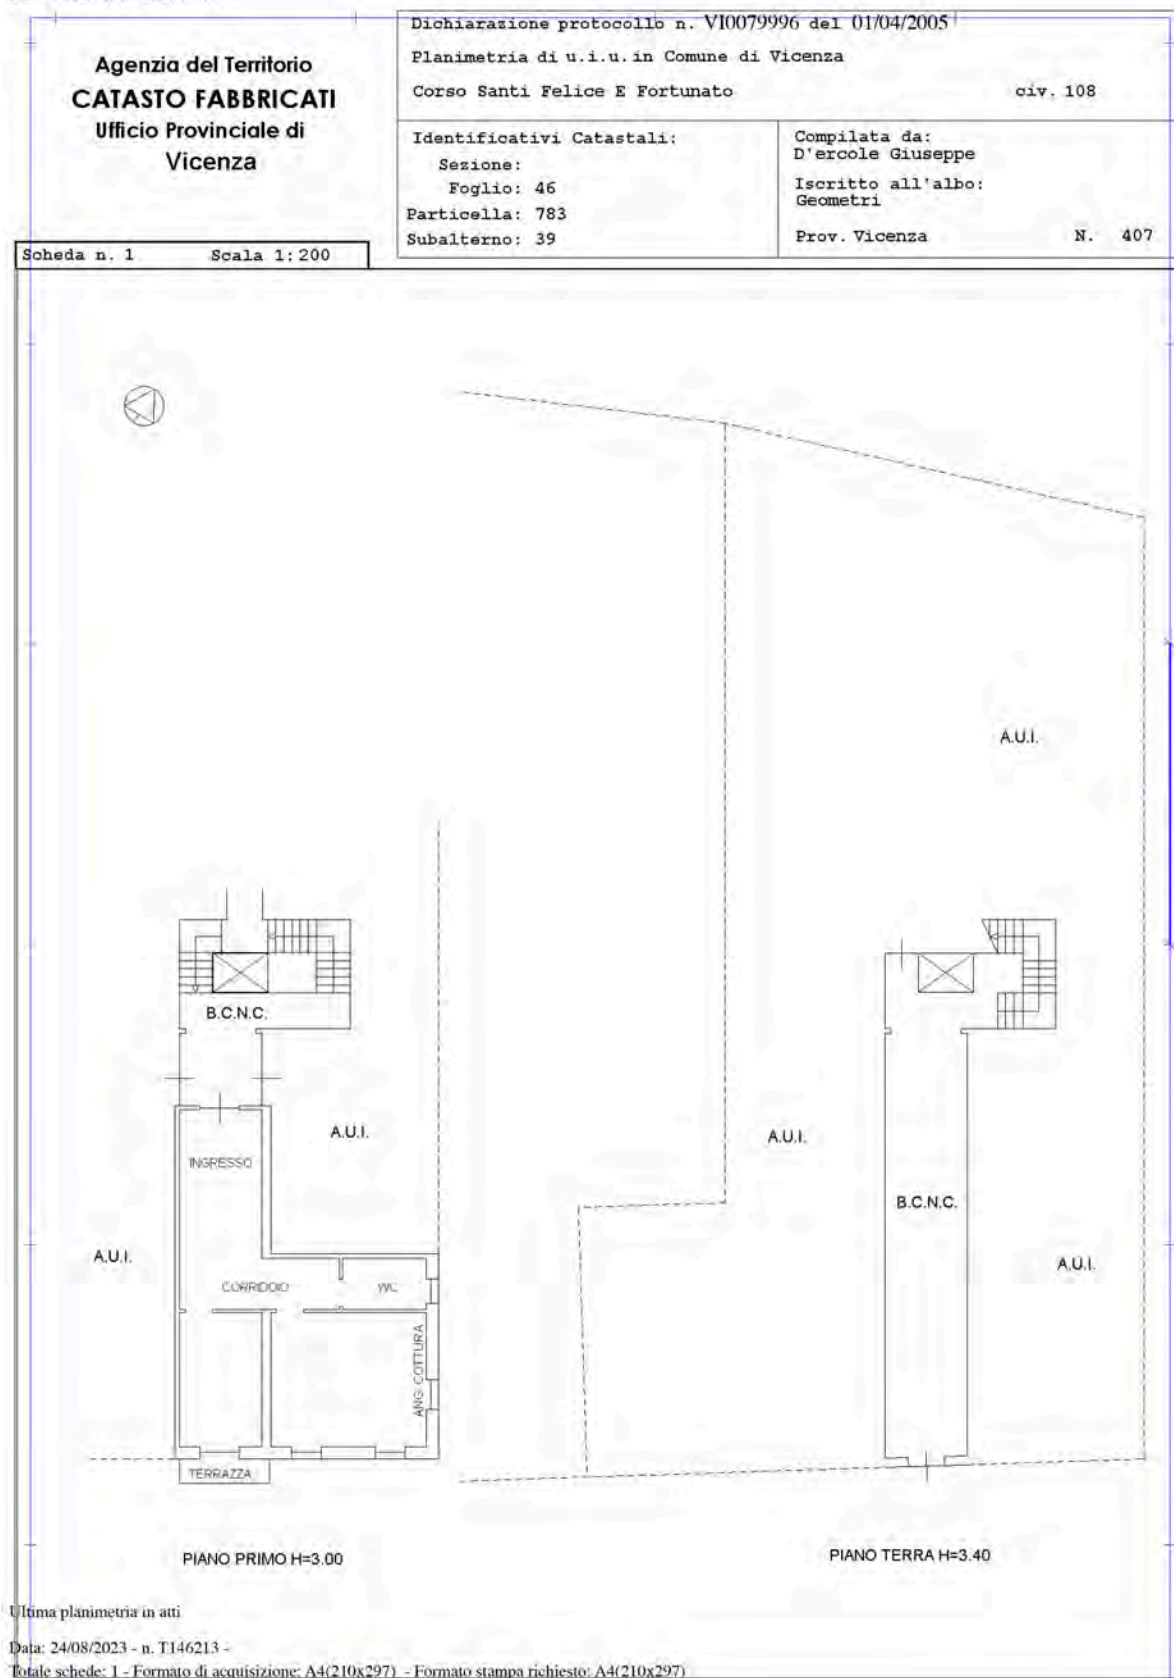 Agenzia del Territorio
CATASTO FABBRICATI
Ufficio Provinciale di
Vicenza
Dichiarazione protocollo n. VI0079996 del 01/04/2005
Planimetria di u.i.u. in Comune di Vicenza
Corso Santi Felice E Fortunato civ. 108
Identificativi Catastali:
Sezione:
Foglio: 46
Particella: 783
Subalterno: 39
Compilata da:
D'ercole Giuseppe
Iscritto all'albo:
Geometri
Prov. Vicenza N. 407
Scheda n. 1 Scala 1:200
A.U.I.
B.C.N.C.
A.U.I.
INGRESSO
A.U.I.
CORRIDOIO
WC
ANG. COTTURA
TERRAZZA
A.U.I.
B.C.N.C.
A.U.I.
PIANO PRIMO H=3.00
PIANO TERRA H=3.40
Ultima planimetria in atti
Data: 24/08/2023 - n. T146213 -
Totale schede: 1 - Formato di acquisizione: A4(210x297) - Formato stampa richiesto: A4(210x297)